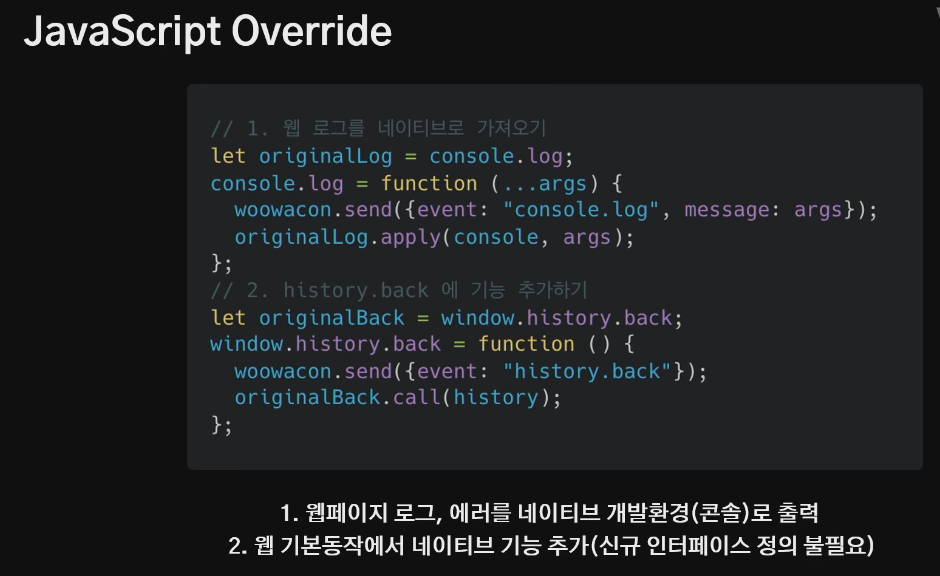 JavaScript Override
// 1. 웹 로그를 네이티브로 가져오기
let originalLog = console.log;
console.log = function (...args) {
  woowacon.send({event: "console.log", message: args});
  originalLog.apply(console, args);
};
// 2. history.back 에 기능 추가하기
let originalBack = window.history.back;
window.history.back = function () {
  woowacon.send({event: "history.back"});
  originalBack.call(history);
};
1. 웹페이지 로그, 에러를 네이티브 개발환경(콘솔)로 출력
2. 웹 기본동작에서 네이티브 기능 추가(신규 인터페이스 정의 불필요)